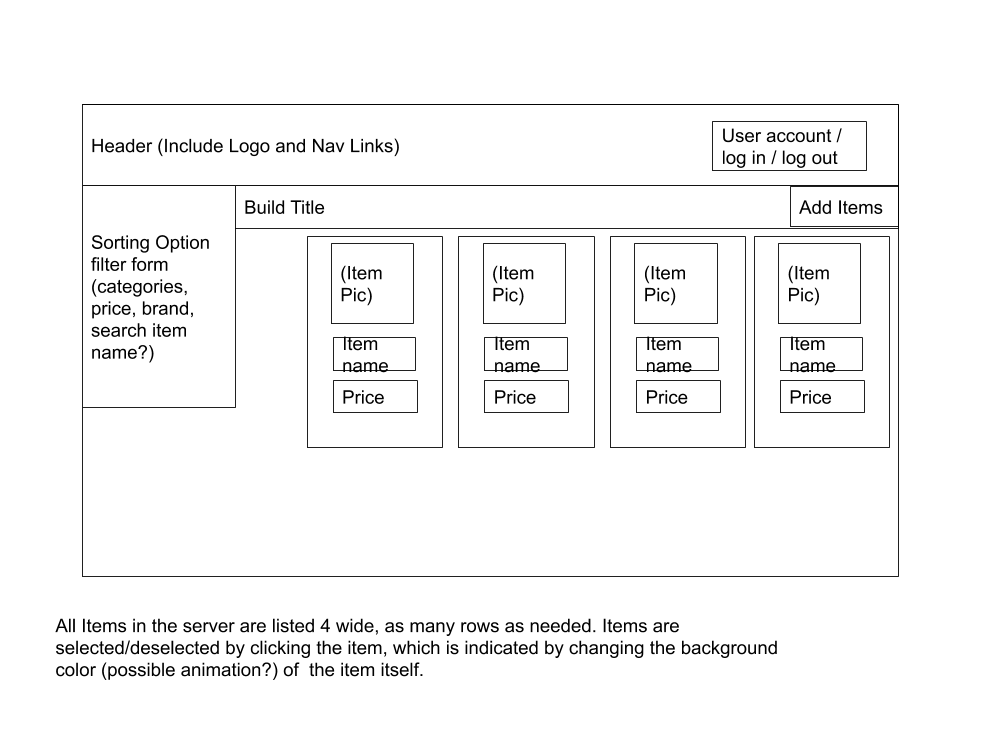 Header (Include Logo and Nav Links)
User account /
log in / log out
Build Title
Add Items
Sorting Option
filter form
(categories,
price, brand,
search item
name?)
(Item
Pic)
Item
name
Price
(Item
Pic)
Item
name
Price
(Item
Pic)
Item
name
Price
(Item
Pic)
Item
name
Price
All Items in the server are listed 4 wide, as many rows as needed. Items are
selected/deselected by clicking the item, which is indicated by changing the background
color (possible animation?) of  the item itself.